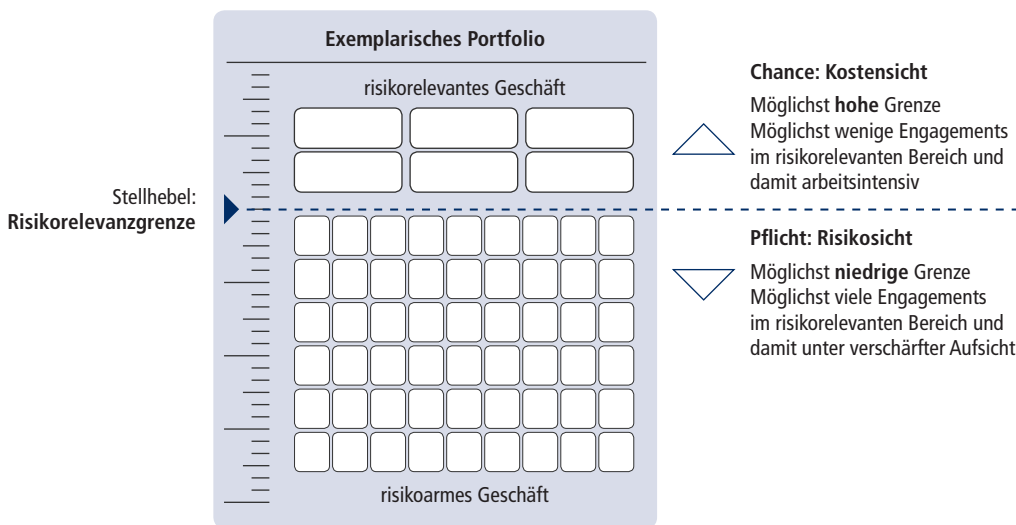 Exemplarisches Portfolio
risikorelevantes Geschäft
Stellhebel:
Risikorelevanzgrenze
risikoarmes Geschäft
Chance: Kostensicht
Möglichst hohe Grenze
Möglichst wenige Engagements
im risikorelevanten Bereich und
damit arbeitsintensiv
Pflicht: Risikosicht
Möglichst niedrige Grenze
Möglichst viele Engagements
im risikorelevanten Bereich und
damit unter verschärfter Aufsicht